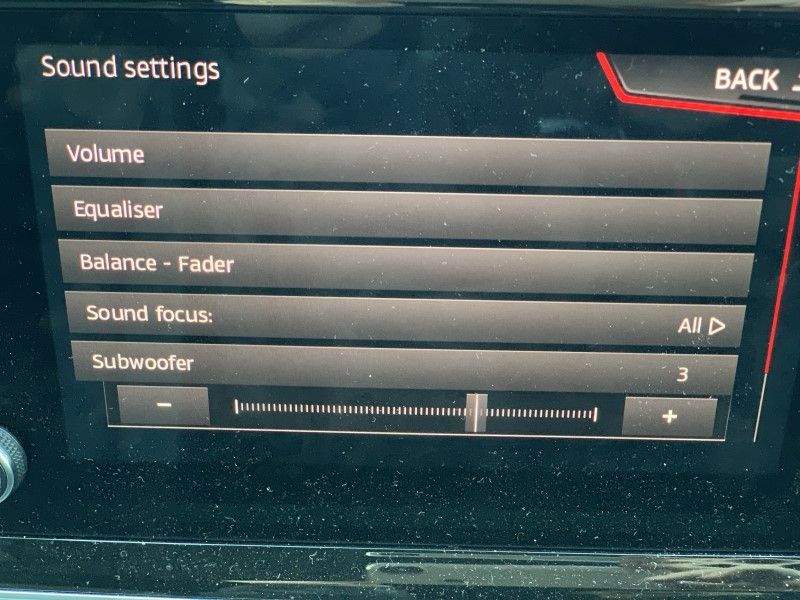 Sound settings
BACK
Volume
Equaliser
Balance - Fader
Sound focus: All
Subwoofer 3
- +